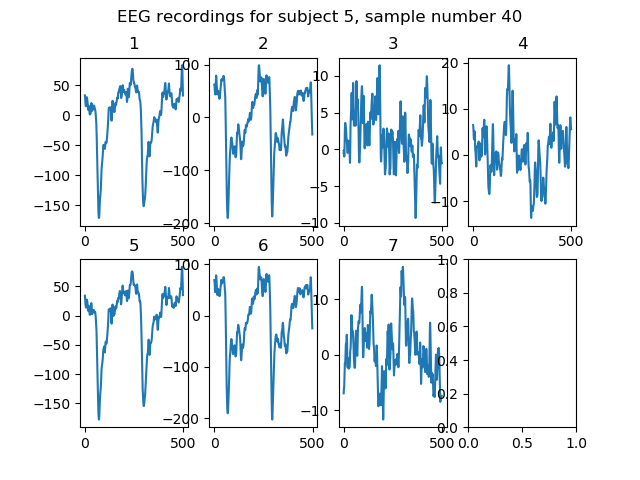 EEG recordings for subject 5, sample number 40
1 2 3 4
50 0 −50 −100 −150
100 50 0 −50 −100 −150 −200
10 5 0 −5 −10
20 10 0 −10
0 500 0 500 0 500 0 500
5 6 7
50 0 −50 −100 −150
100 0 −100 −200
10 0 −10
1.0 0.8 0.6 0.4 0.2 0.0
0 500 0 500 0 500 0.0 0.5 1.0